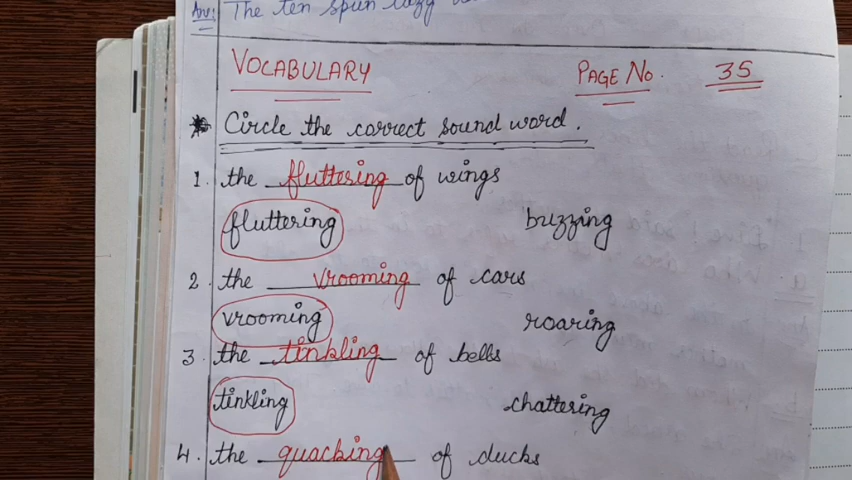 Ans: The ten spun lazy
VOCABULARY PAGE NO. 35
* Circle the correct sound word.
1. the fluttering of wings
fluttering buzzing
2. the vrooming of cars
vrooming roaring
3. the tinkling of bells
tinkling chattering
4. the quacking of ducks